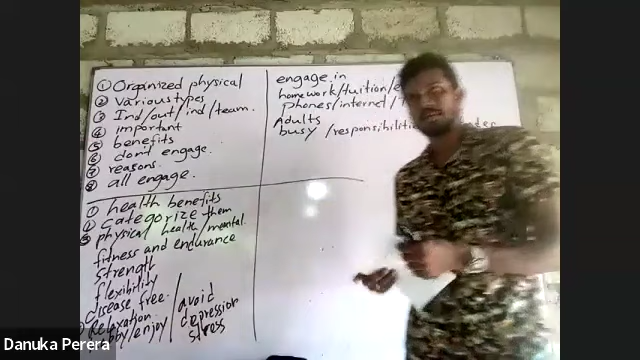 ① Organized physical
② Various types
③ Ind/out/ind/team.
④ important
⑤ benefits
⑥ don't engage.
⑦ reasons.
⑧ all engage.
① health benefits
② categorize them
③ physical health/mental
fitness and endurance
strength
flexibility
disease free.
Relaxation
/enjoy
avoid
depression
stress
engage in
homework/tuition/
phones/internet/
Adults
busy /
Danuka Perera